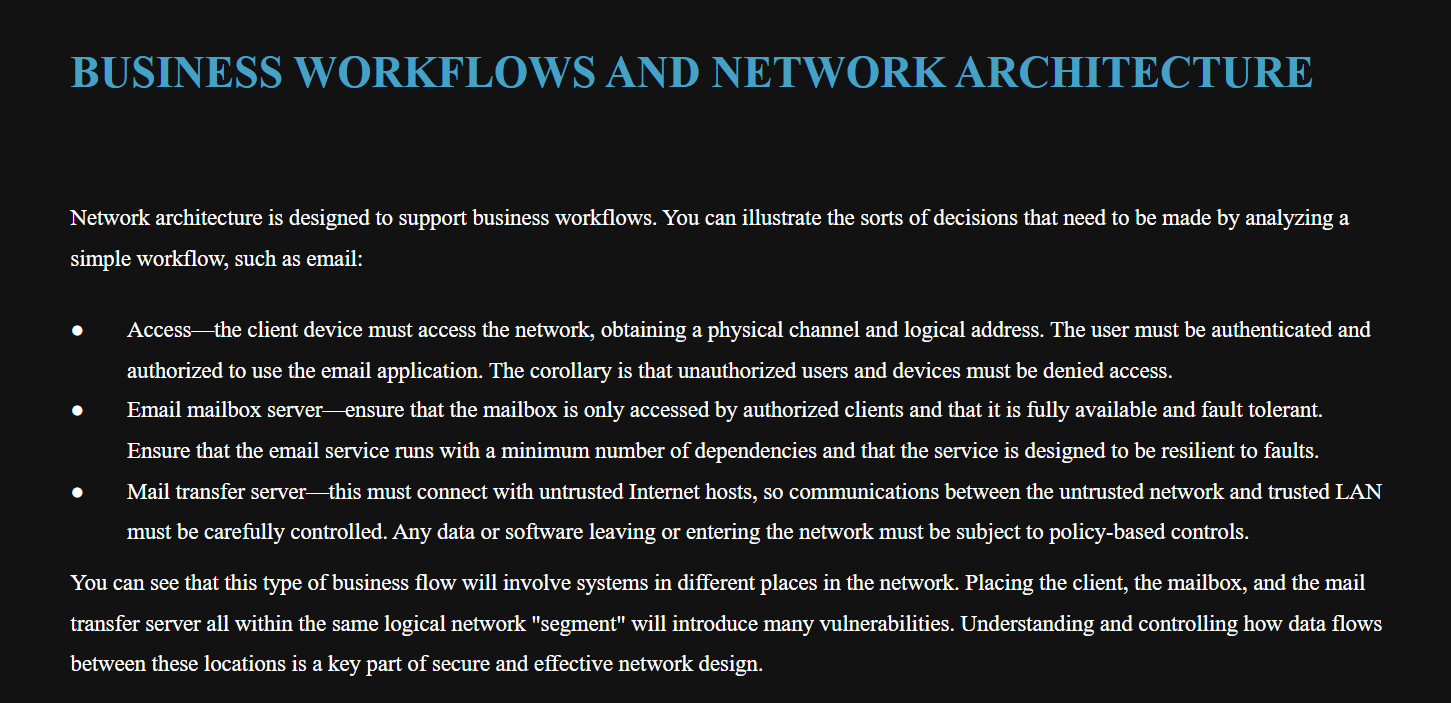 BUSINESS WORKFLOWS AND NETWORK ARCHITECTURE
Network architecture is designed to support business workflows. You can illustrate the sorts of decisions that need to be made by analyzing a
simple workflow, such as email:
● Access—the client device must access the network, obtaining a physical channel and logical address. The user must be authenticated and
authorized to use the email application. The corollary is that unauthorized users and devices must be denied access.
● Email mailbox server—ensure that the mailbox is only accessed by authorized clients and that it is fully available and fault tolerant.
Ensure that the email service runs with a minimum number of dependencies and that the service is designed to be resilient to faults.
● Mail transfer server—this must connect with untrusted Internet hosts, so communications between the untrusted network and trusted LAN
must be carefully controlled. Any data or software leaving or entering the network must be subject to policy-based controls.
You can see that this type of business flow will involve systems in different places in the network. Placing the client, the mailbox, and the mail
transfer server all within the same logical network "segment" will introduce many vulnerabilities. Understanding and controlling how data flows
between these locations is a key part of secure and effective network design.